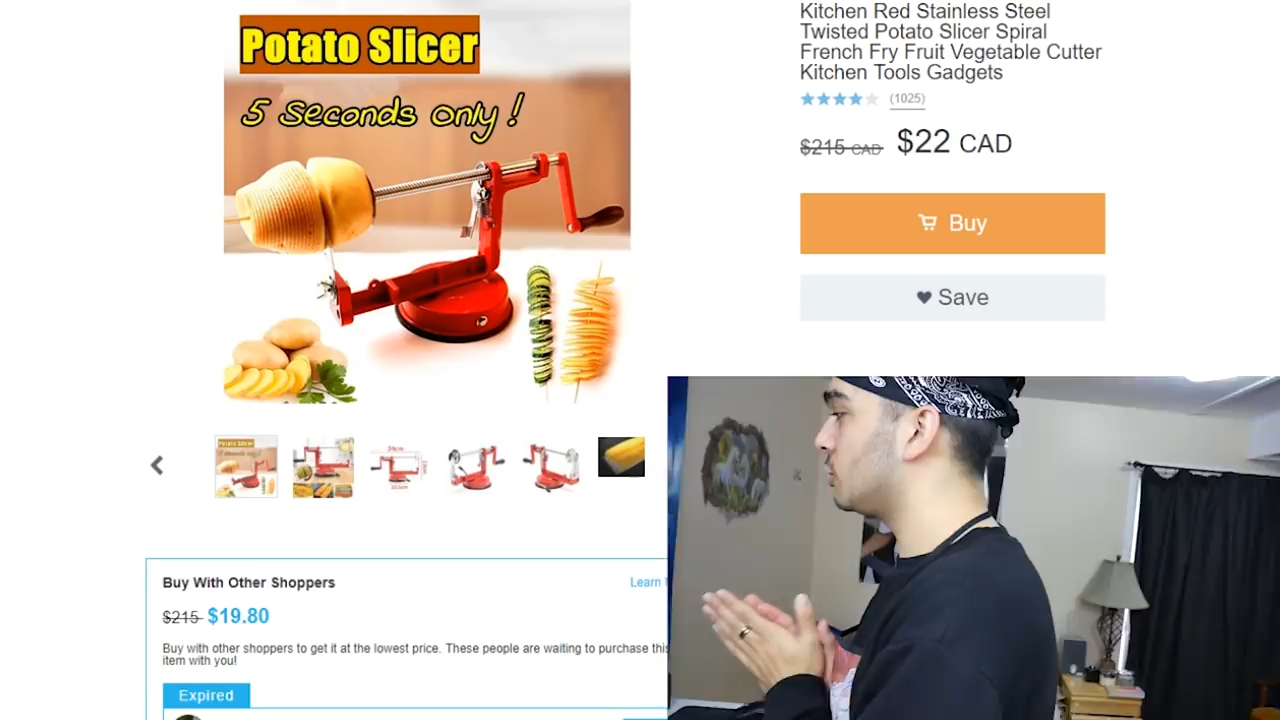 Potato Slicer
5 Seconds only !
Kitchen Red Stainless Steel
Twisted Potato Slicer Spiral
French Fry Fruit Vegetable Cutter
Kitchen Tools Gadgets
(1025)
$215 CAD $22 CAD
Buy
Save
Potato Slicer
Buy With Other Shoppers
Learn
$215 $19.80
Buy with other shoppers to get it at the lowest price. These people are waiting to purchase this
item with you!
Expired